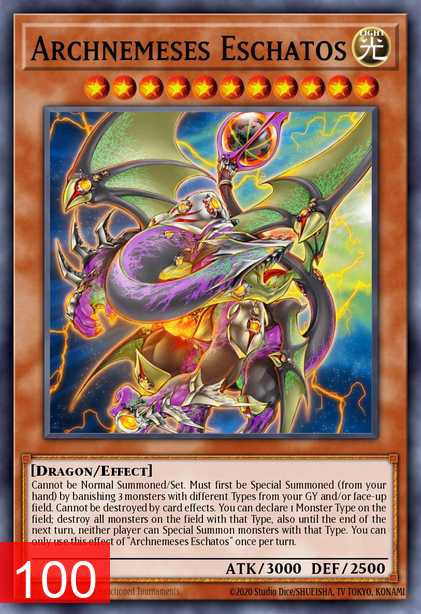 ARCHNEMESES ESCHATOS
LIGHT
光
[DRAGON/EFFECT]
Cannot be Normal Summoned/Set. Must first be Special Summoned (from your
hand) by banishing 3 monsters with different Types from your GY and/or face-up
field. Cannot be destroyed by card effects. You can declare 1 Monster Type on the
field; destroy all monsters on the field with that Type, also until the end of the
next turn, neither player can Special Summon monsters with that Type. You can
only use this effect of "Archnemeses Eschatos" once per turn.
ATK/3000 DEF/2500
100
Tournaments
©2020 Studio Dice/SHUEISHA, TV TOKYO, KONAMI